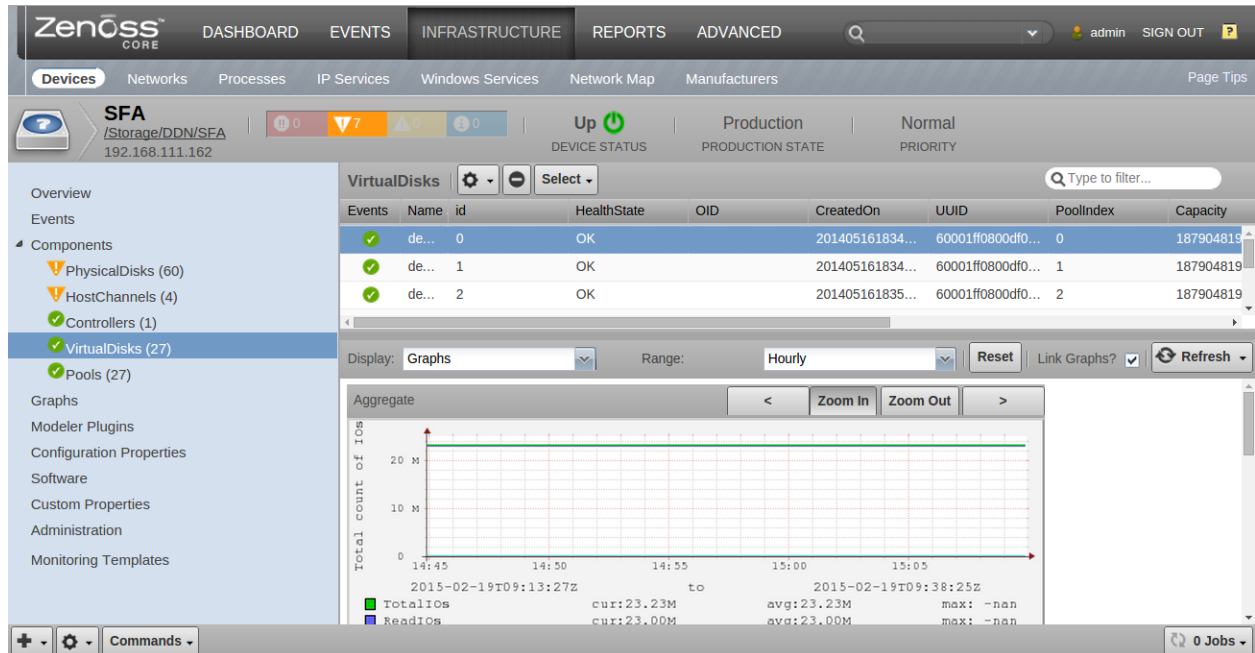 Zenōss CORE DASHBOARD EVENTS INFRASTRUCTURE REPORTS ADVANCED admin SIGN OUT ?
Devices Networks Processes IP Services Windows Services Network Map Manufacturers Page Tips
SFA
/Storage/DDN/SFA
192.168.111.162
0 7 0 0
Up
DEVICE STATUS
Production
PRODUCTION STATE
Normal
PRIORITY
Overview
Events
Components
PhysicalDisks (60)
HostChannels (4)
Controllers (1)
VirtualDisks (27)
Pools (27)
Graphs
Modeler Plugins
Configuration Properties
Software
Custom Properties
Administration
Monitoring Templates
VirtualDisks Select Type to filter...
Events Name id HealthState OID CreatedOn UUID PoolIndex Capacity
de... 0 OK 201405161834... 60001ff0800df0... 0 187904819
de... 1 OK 201405161834... 60001ff0800df0... 1 187904819
de... 2 OK 201405161835... 60001ff0800df0... 2 187904819
Display: Graphs Range: Hourly Reset Link Graphs? Refresh
Aggregate < Zoom In Zoom Out >
Total count of IOs
20 M
10 M
0
14:45 14:50 14:55 15:00 15:05
2015-02-19T09:13:27Z to 2015-02-19T09:38:25Z
TotalIOs cur:23.23M avg:23.23M max: -nan
ReadIOs cur:23.00M avg:23.00M max: -nan
Commands 0 Jobs